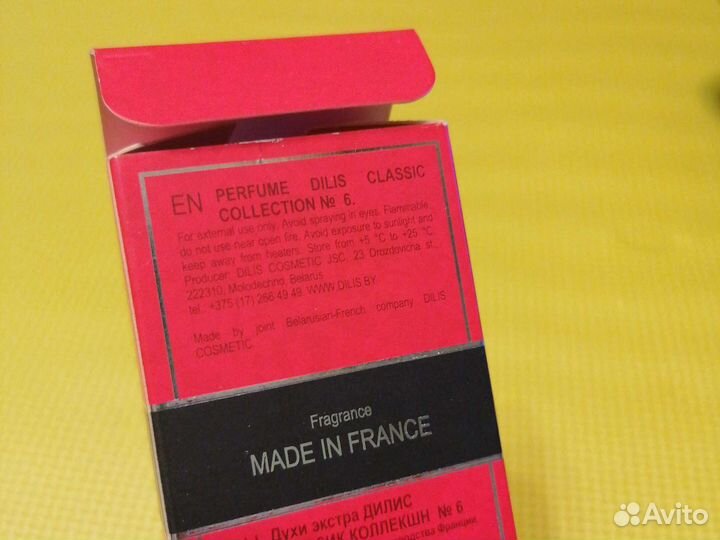 EN PERFUME DILIS CLASSIC
COLLECTION № 6.
For external use only. Avoid spraying in eyes. Flammable,
do not use near open fire. Avoid exposure to sunlight and
keep away from heaters. Store from +5 °C to +25 °C.
Producer: DILIS COSMETIC JSC, 23 Drozdovicha st.,
222310, Molodechno, Belarus
tel.: +375 (17) 266 49 49. WWW.DILIS.BY
Made by joint Belarusian-French company DILIS
COSMETIC
Fragrance
MADE IN FRANCE
Духи экстра ДИЛИС
КОЛЛЕКШН № 6
Франции
Avito